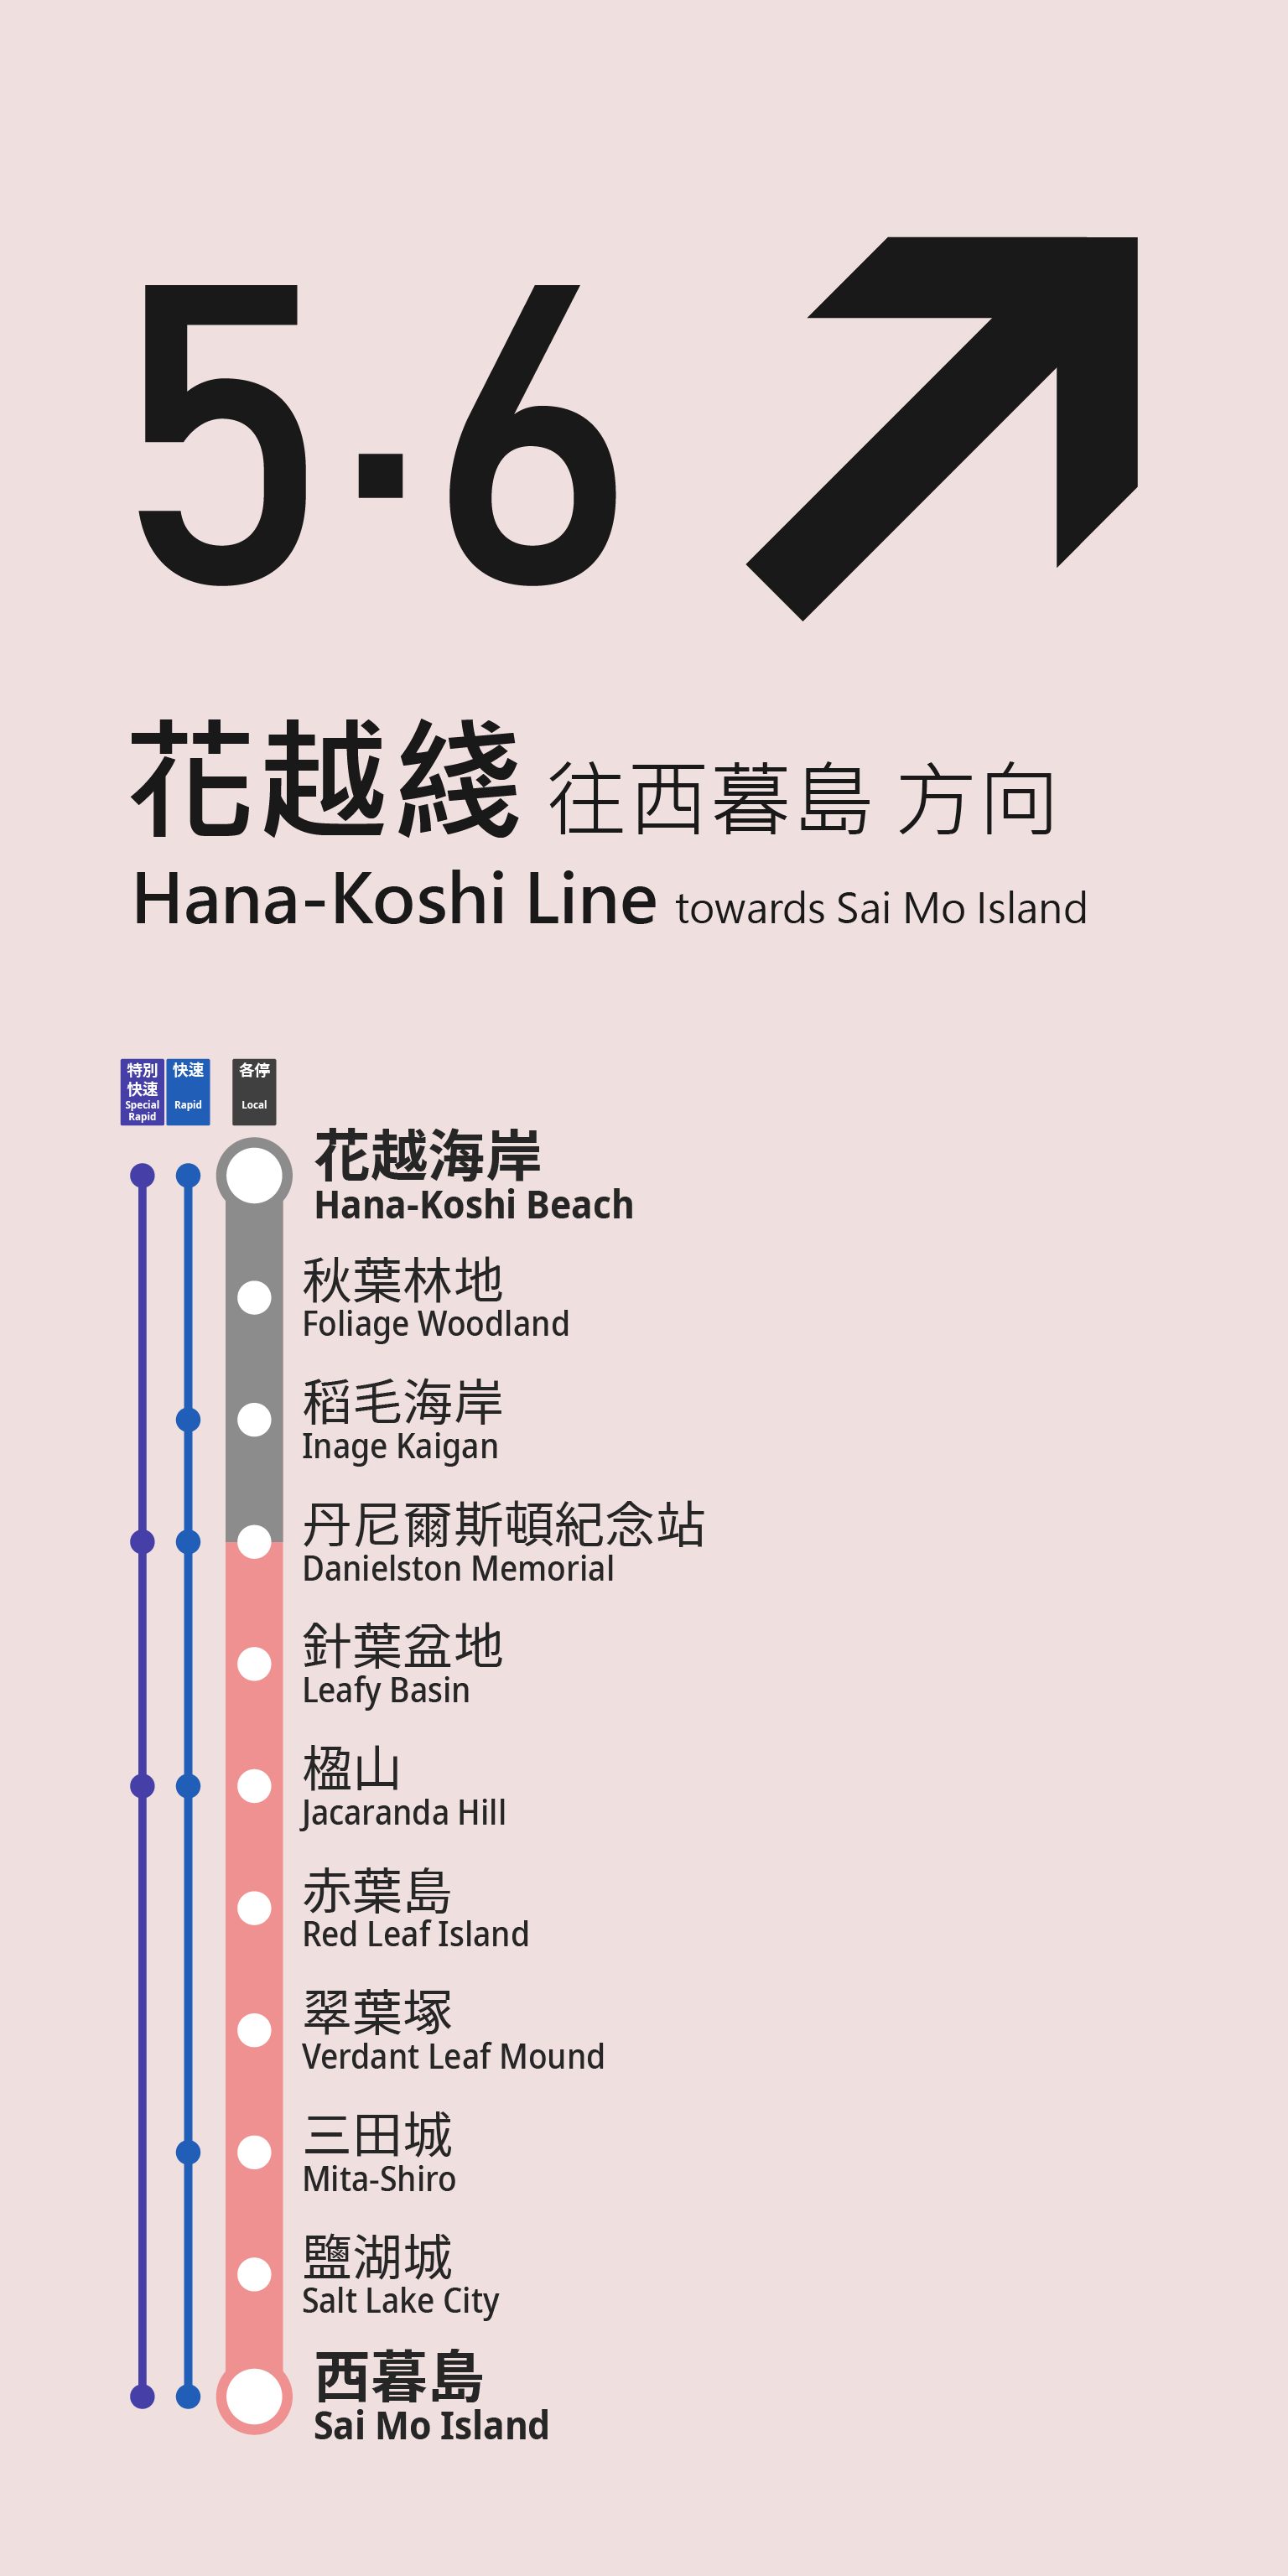 5·6
花越綫 往西暮島 方向
Hana-Koshi Line towards Sai Mo Island
特別
快速
Special
Rapid
快速
Rapid
各停
Local
花越海岸
Hana-Koshi Beach
秋葉林地
Foliage Woodland
稻毛海岸
Inage Kaigan
丹尼爾斯頓紀念站
Danielston Memorial
針葉盆地
Leafy Basin
楹山
Jacaranda Hill
赤葉島
Red Leaf Island
翠葉塚
Verdant Leaf Mound
三田城
Mita-Shiro
鹽湖城
Salt Lake City
西暮島
Sai Mo Island